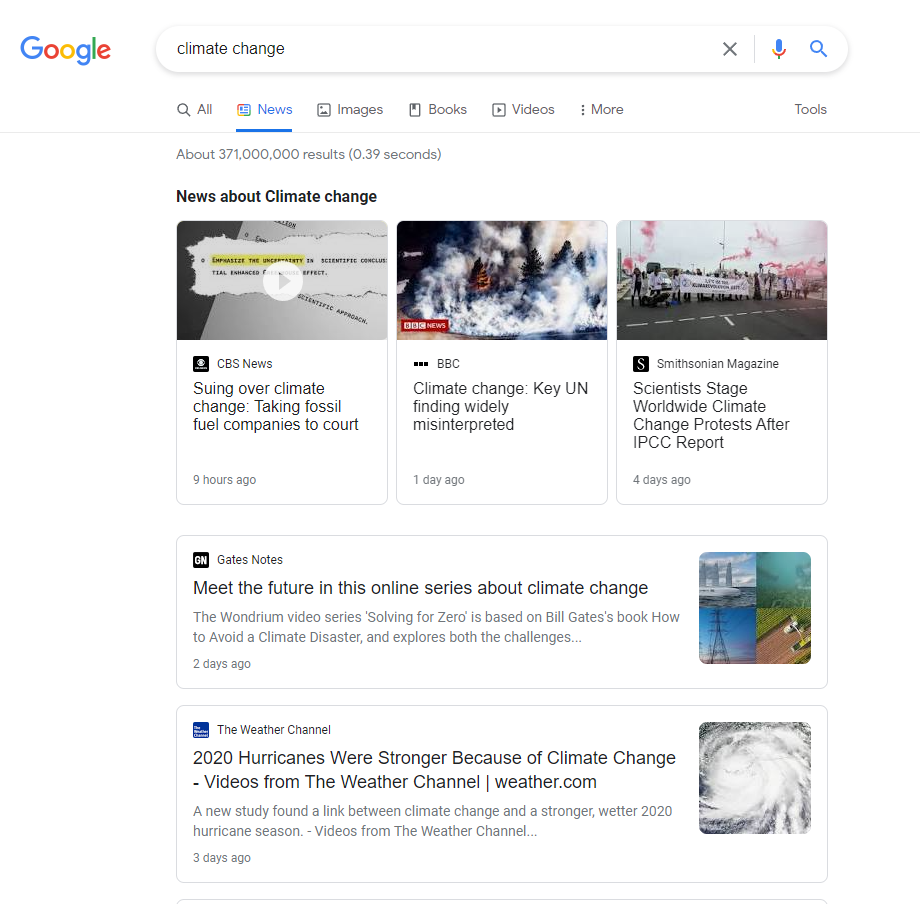 Google
climate change
All
News
Images
Books
Videos
More
Tools
About 371,000,000 results (0.39 seconds)
News about Climate change
EMPHASIZE THE UNCERTAINTY IN SCIENTIFIC CONCLUS
TIAL ENHANCED GREENHOUSE EFFECT.
SCIENTIFIC APPROACH.
CBS News
Suing over climate
change: Taking fossil
fuel companies to court
9 hours ago
BBC NEWS
BBC
Climate change: Key UN
finding widely
misinterpreted
1 day ago
S
Smithsonian Magazine
Scientists Stage
Worldwide Climate
Change Protests After
IPCC Report
4 days ago
GN
Gates Notes
Meet the future in this online series about climate change
The Wondrium video series 'Solving for Zero' is based on Bill Gates's book How
to Avoid a Climate Disaster, and explores both the challenges...
2 days ago
The
Weather
Channel
The Weather Channel
2020 Hurricanes Were Stronger Because of Climate Change
- Videos from The Weather Channel | weather.com
A new study found a link between climate change and a stronger, wetter 2020
hurricane season. - Videos from The Weather Channel...
3 days ago